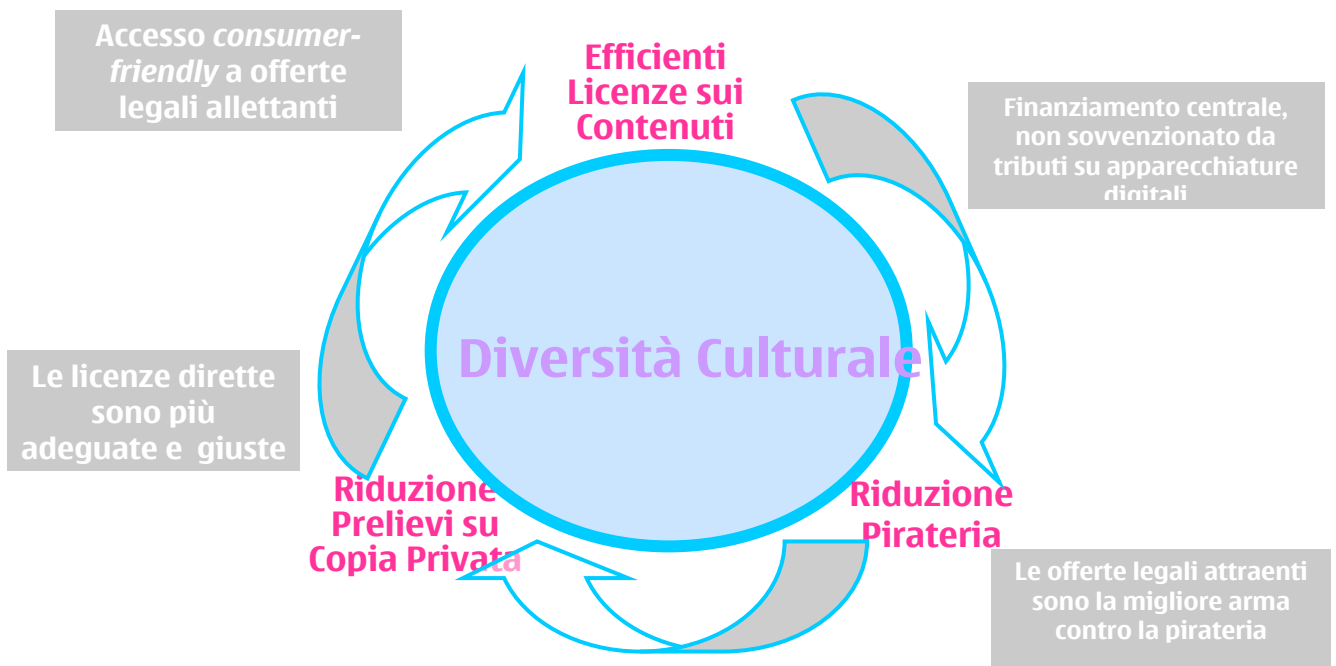 Accesso consumer-
friendly a offerte
legali allettanti
Efficienti
Licenze sui
Contenuti
Finanziamento centrale,
non sovvenzionato da
tributi su apparecchiature
digitali
Diversità Culturale
Le licenze dirette
sono più
adeguate e giuste
Riduzione
Prelievi su
Copia Privata
Riduzione
Pirateria
Le offerte legali attraenti
sono la migliore arma
contro la pirateria